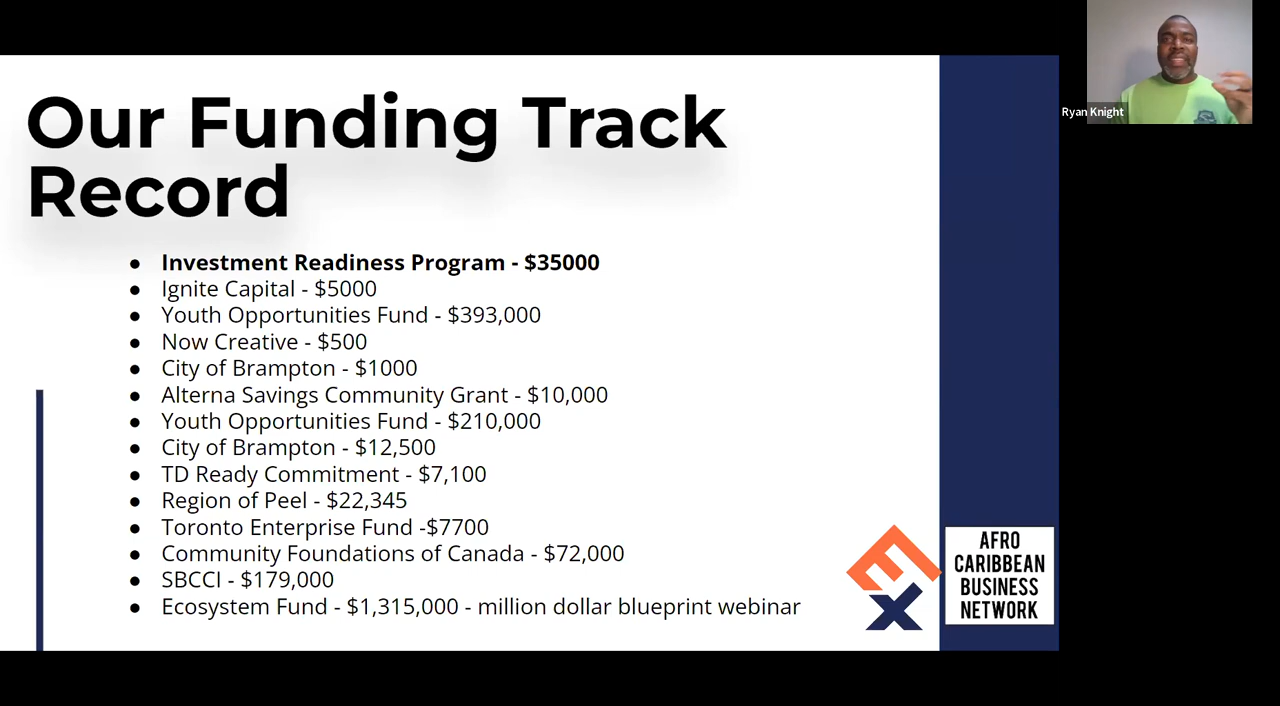 Our Funding Track
Record
● Investment Readiness Program - $35000
● Ignite Capital - $5000
● Youth Opportunities Fund - $393,000
● Now Creative - $500
● City of Brampton - $1000
● Alterna Savings Community Grant - $10,000
● Youth Opportunities Fund - $210,000
● City of Brampton - $12,500
● TD Ready Commitment - $7,100
● Region of Peel - $22,345
● Toronto Enterprise Fund -$7700
● Community Foundations of Canada - $72,000
● SBCCI - $179,000
● Ecosystem Fund - $1,315,000 - million dollar blueprint webinar
EX
AFRO
CARIBBEAN
BUSINESS
NETWORK
Ryan Knight